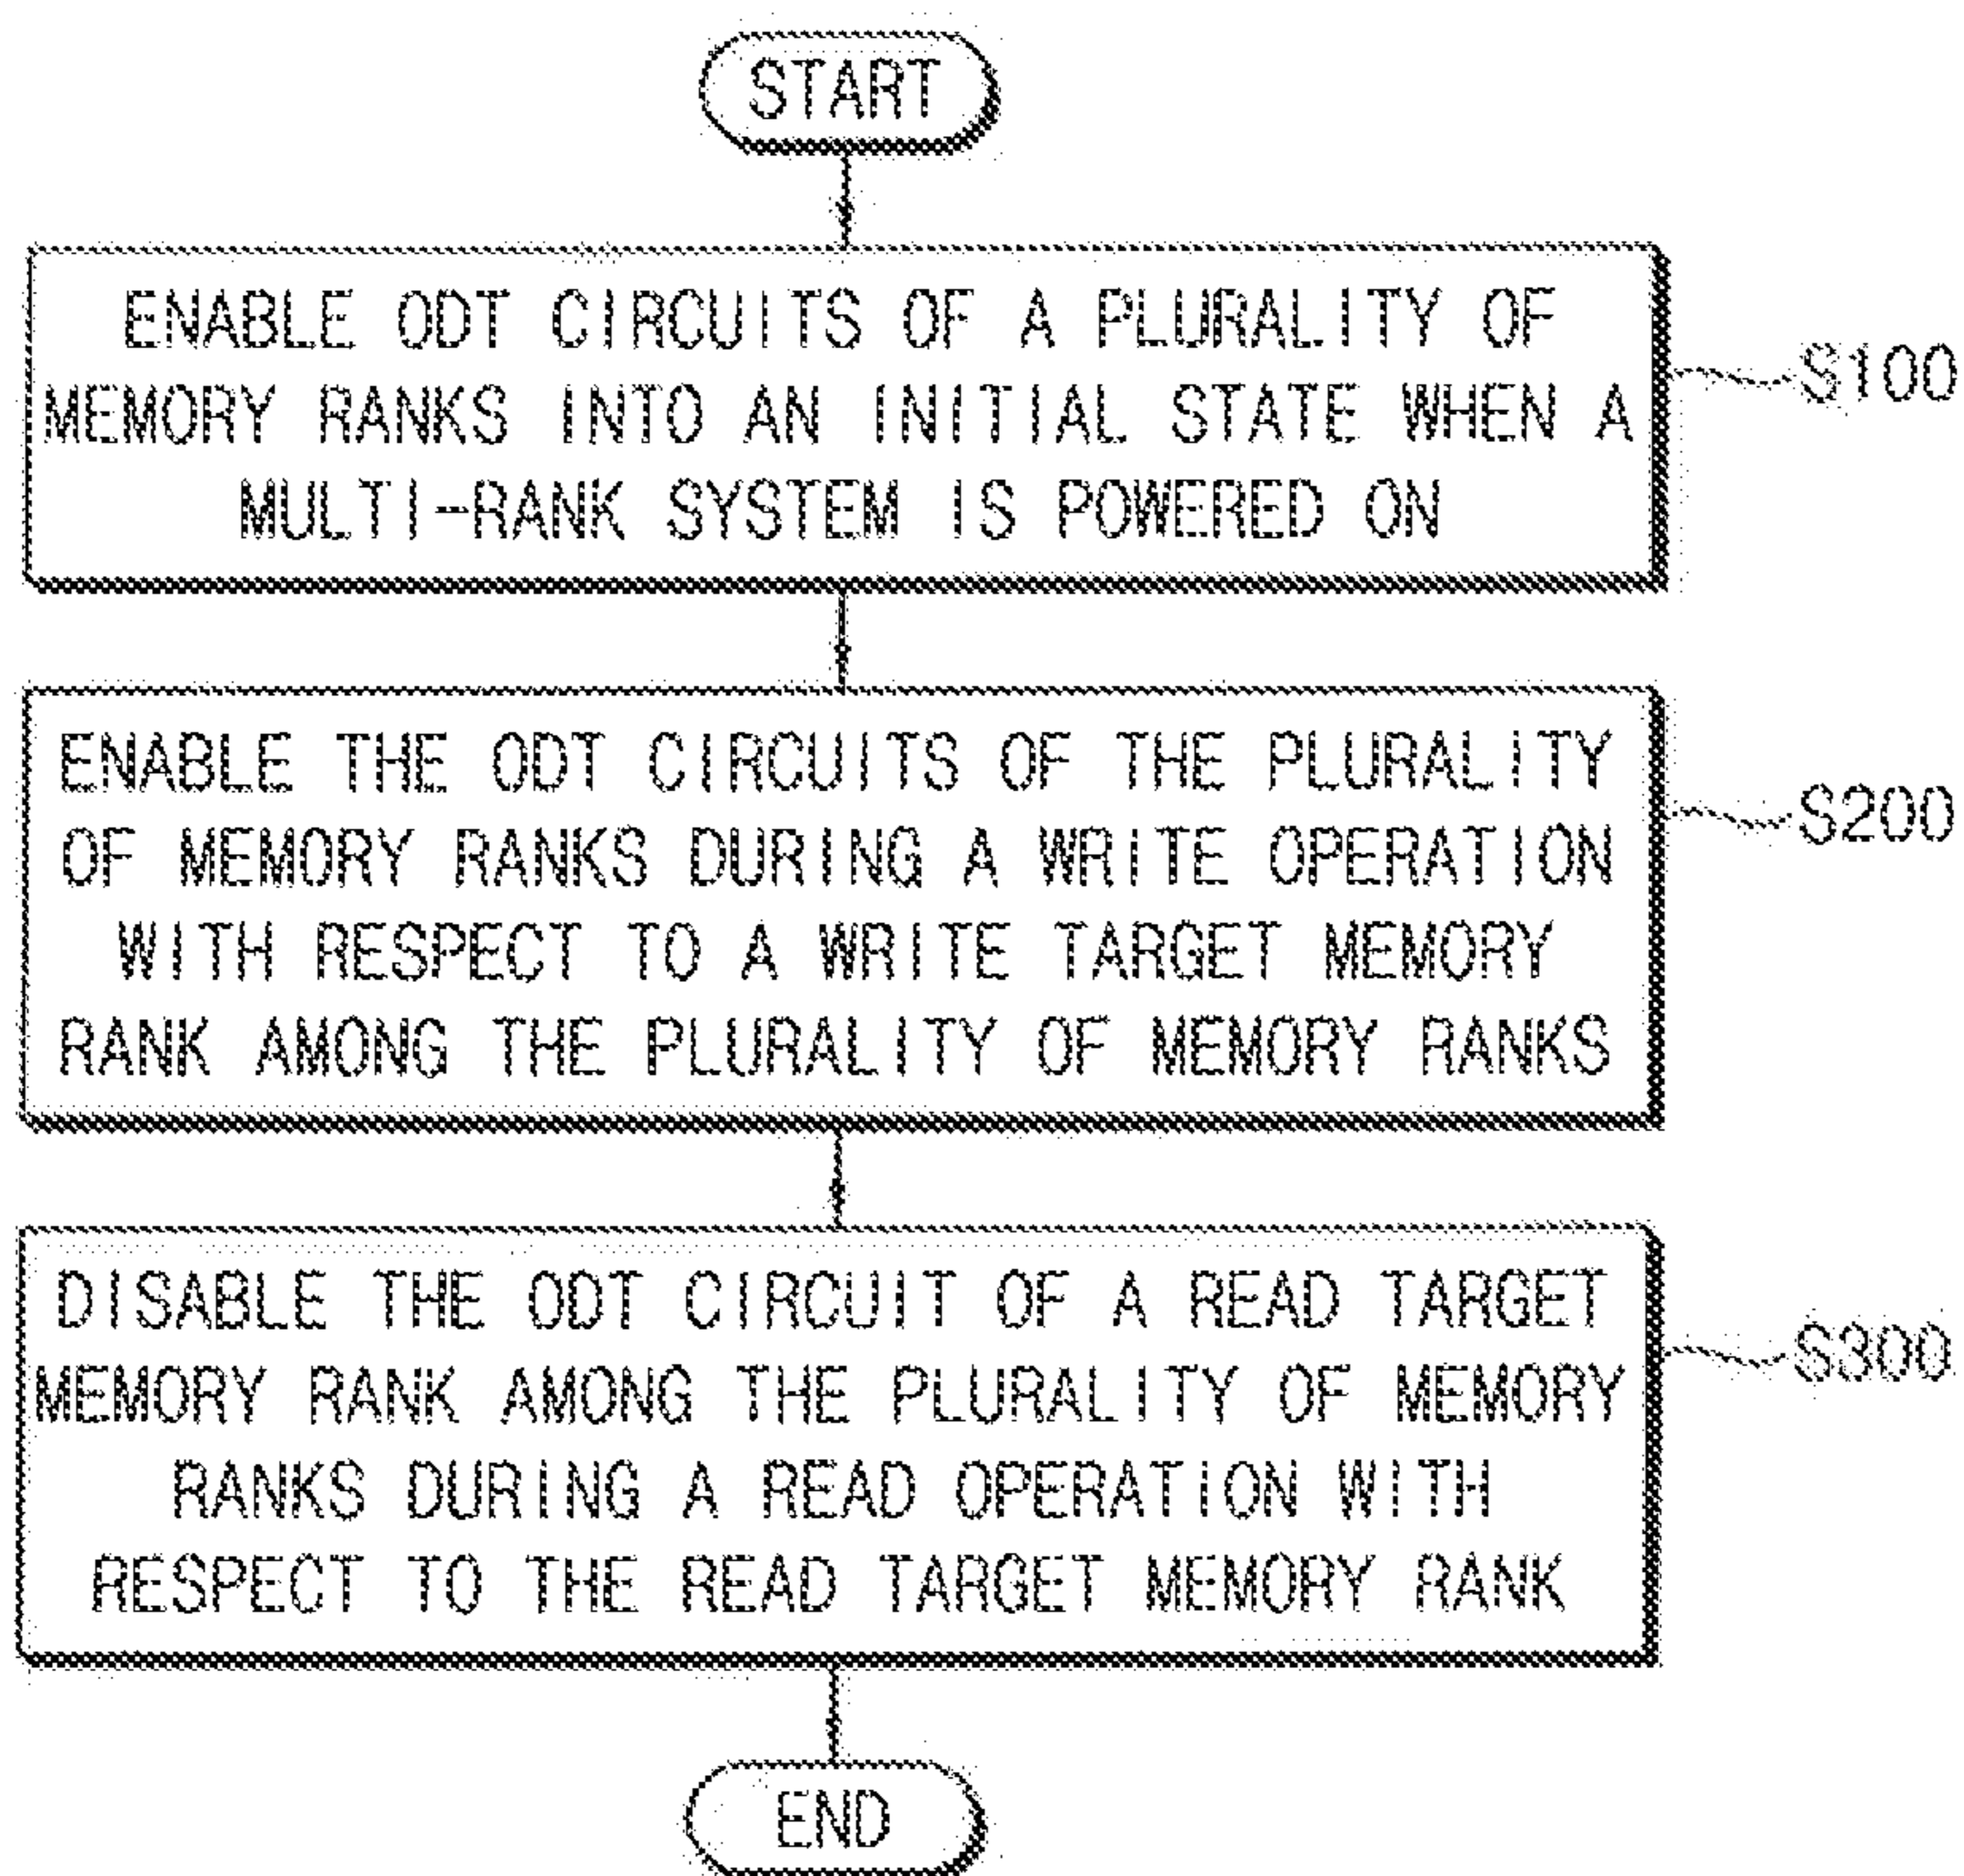 START
ENABLE ODT CIRCUITS OF A PLURALITY OF
MEMORY RANKS INTO AN INITIAL STATE WHEN A
MULTI-RANK SYSTEM IS POWERED ON
S100
ENABLE THE ODT CIRCUITS OF THE PLURALITY
OF MEMORY RANKS DURING A WRITE OPERATION
WITH RESPECT TO A WRITE TARGET MEMORY
RANK AMONG THE PLURALITY OF MEMORY RANKS
S200
DISABLE THE ODT CIRCUIT OF A READ TARGET
MEMORY RANK AMONG THE PLURALITY OF MEMORY
RANKS DURING A READ OPERATION WITH
RESPECT TO THE READ TARGET MEMORY RANK
S300
END